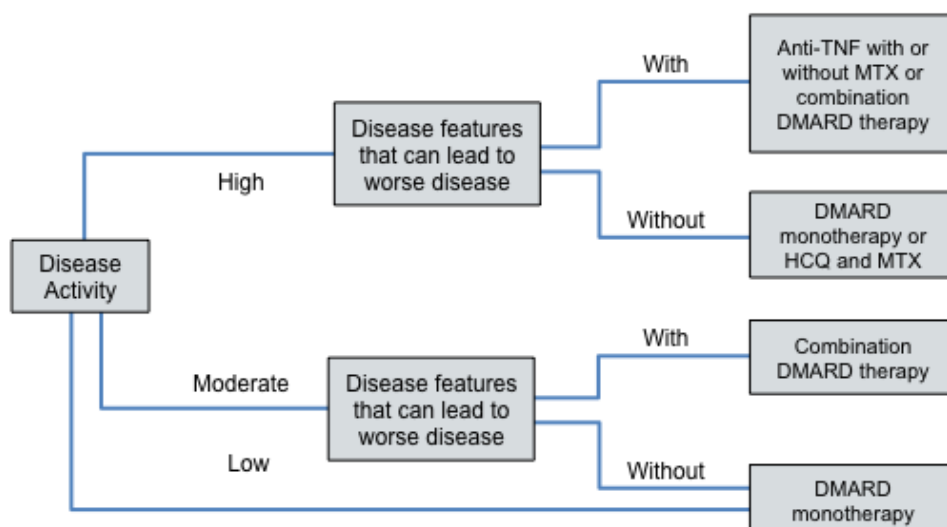 With
Anti-TNF with or
without MTX or
combination
DMARD therapy
Disease features
that can lead to
worse disease
High
Without
DMARD
monotherapy or
HCQ and MTX
Disease
Activity
With
Combination
DMARD therapy
Moderate
Disease features
that can lead to
worse disease
Low
Without
DMARD
monotherapy